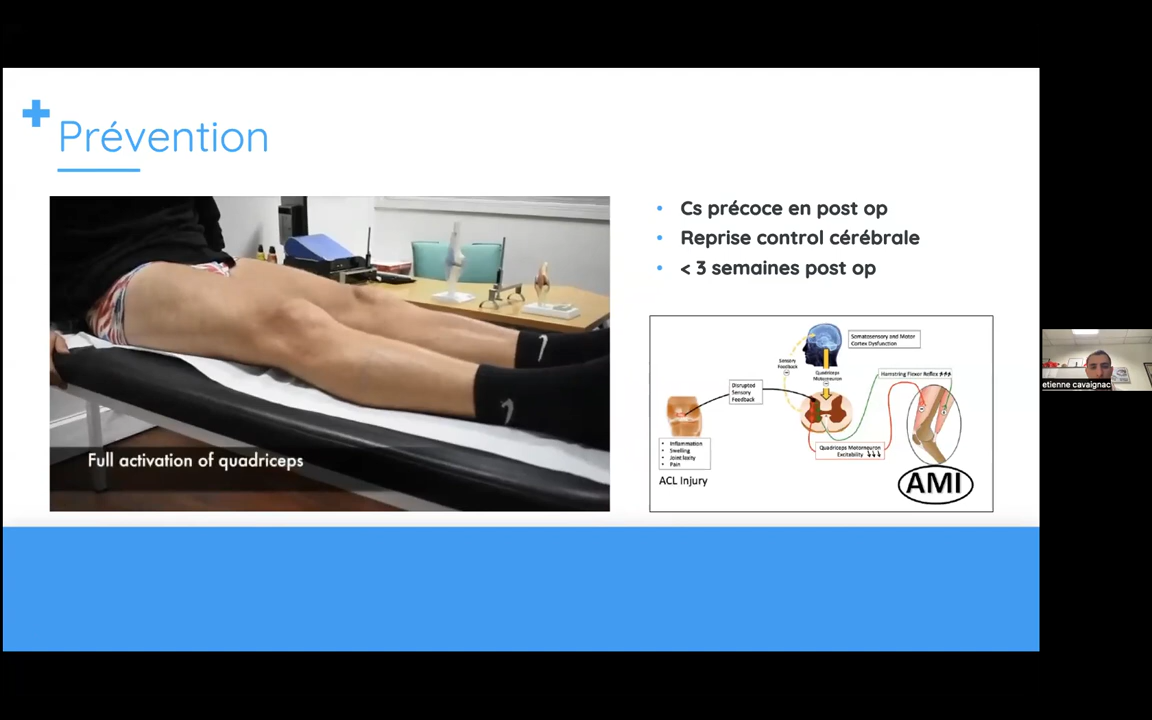 Prévention
Full activation of quadriceps
• Cs précoce en post op
• Reprise control cérébrale
• < 3 semaines post op
Somatosensory and Motor
Cortex Dysfunction
Sensory
Feedback
Quadriceps
Motorneuron
Hamstring Flexor Reflex
Disrupted
Sensory
Feedback
• Inflammation
• Swelling
• Joint laxity
• Pain
Quadriceps Motorneuron
Excitability
ACL Injury
AMI
etienne cavaignac